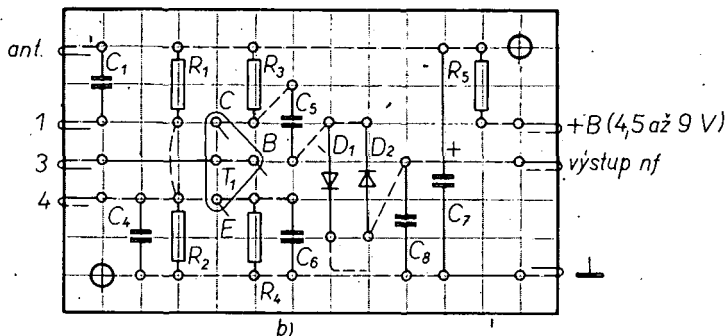 ant.
C1
R1
R3
R5
C
C5
1
B
D1
D2
+B (4,5 až 9 V)
3
T1
+
výstup nf
4
C4
R2
E
R4
C6
C8
C7
b)